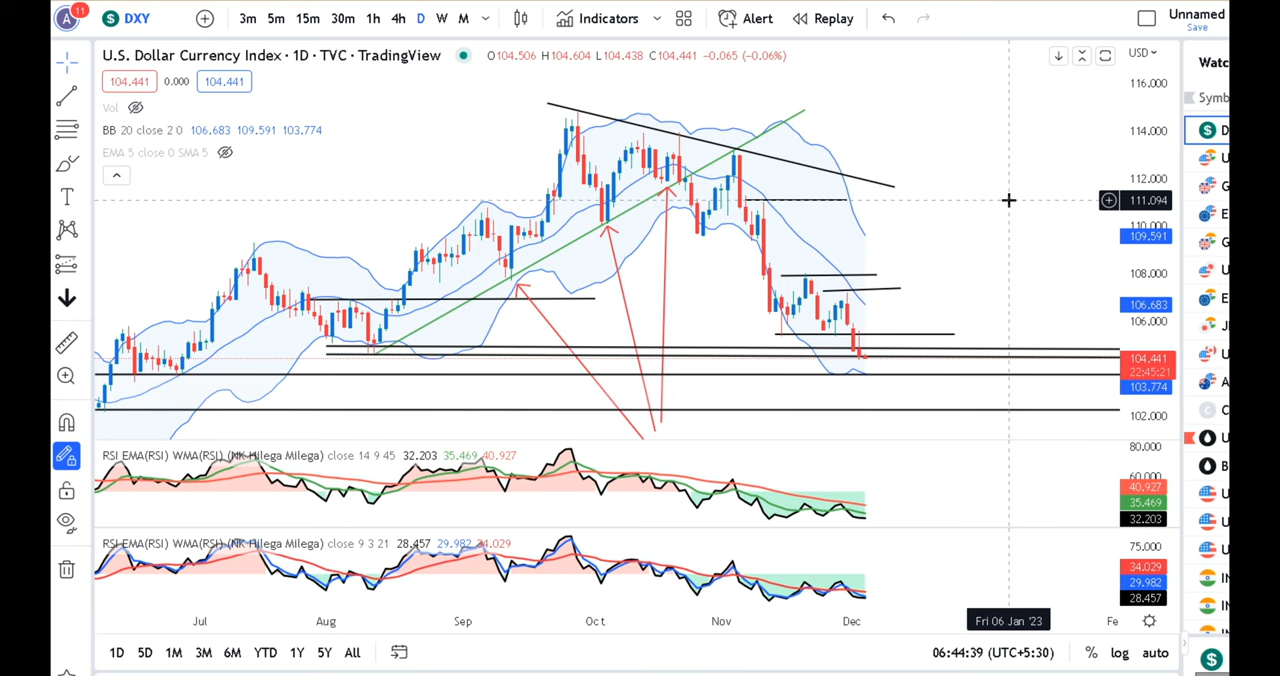 A 11 $ DXY 3m 5m 15m 30m 1h 4h D W M Indicators Alert Replay Unnamed
Save
U.S. Dollar Currency Index · 1D · TVC · TradingView O104.506 H104.604 L104.438 C104.441 −0.065 (−0.06%) USD Watc
104.441 0.000 104.441 116.000
Vol Symb
BB 20 close 2 0 106.683 109.591 103.774 114.000 $ D
EMA 5 close 0 SMA 5
U
112.000
G
111.094
E
110.000
109.591
G
108.000 U
106.683 E
106.000 J
104.441 U
22:45:21
103.774 A
C
102.000
U
RSI EMA(RSI) WMA(RSI) (NK Hilega Milega) close 14 9 45 32.203 35.469 40.927 80.000
B
60.000
40.927 U
35.469
32.203 U
RSI EMA(RSI) WMA(RSI) (NK Hilega Milega) close 9 3 21 28.457 29.982 34.029 75.000 U
34.029
29.982 IN
28.457 IN
Jul Aug Sep Oct Nov Dec Fri 06 Jan '23 Fe
1D 5D 1M 3M 6M YTD 1Y 5Y All 06:44:39 (UTC+5:30) % log auto $